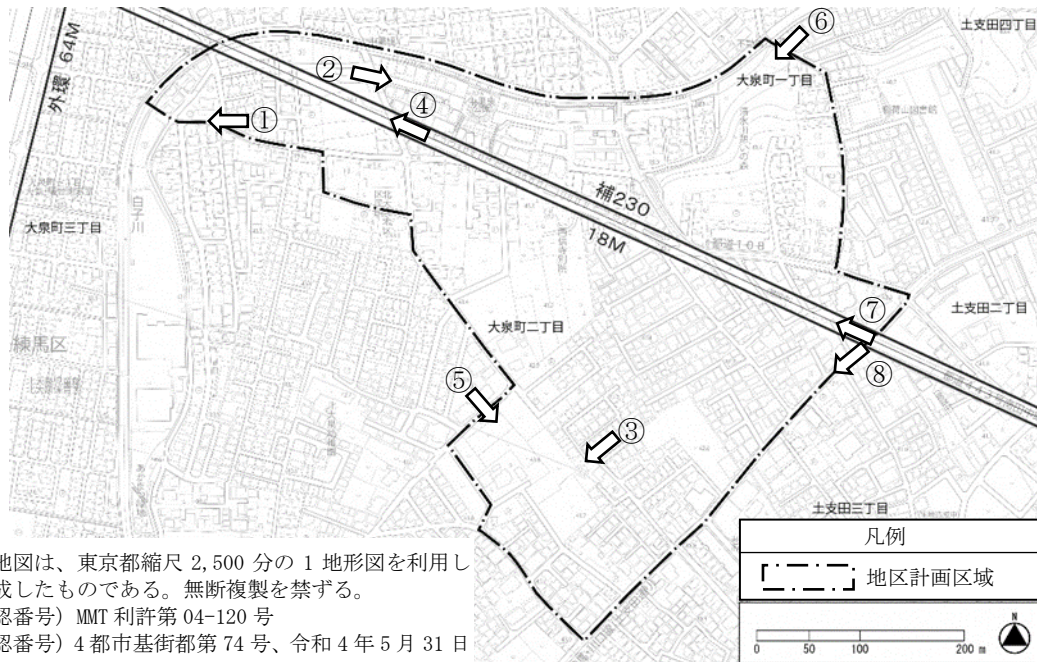 ⑥
土支田四丁目
外環 64M
②
大泉町一丁目
④
①
補230
18M
白子川
大泉町三丁目
土支田二丁目
⑦
大泉町二丁目
練馬区
⑧
⑤
③
土支田三丁目
凡例
地区計画区域
地図は、東京都縮尺 2,500 分の 1 地形図を利用し
成したものである。無断複製を禁ずる。
認番号) MMT 利許第 04-120 号
認番号) 4 都市基街都第 74 号、令和 4 年 5 月 31 日
0 50 100 200 m
N